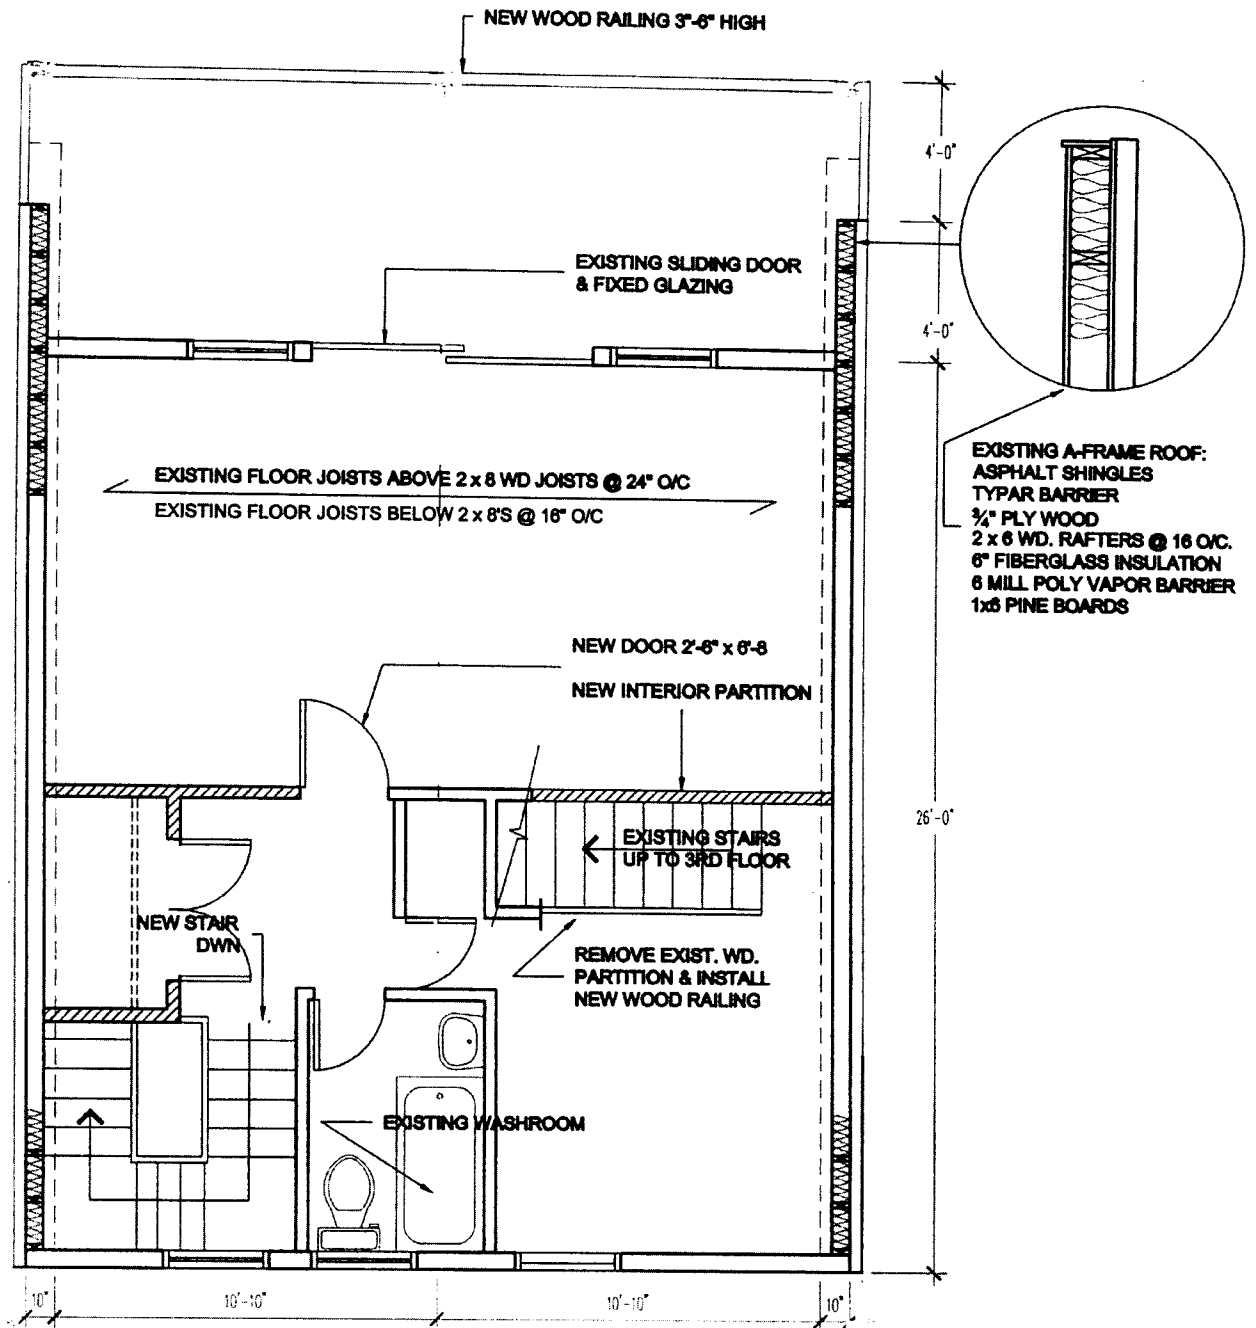 NEW WOOD RAILING 3"-6" HIGH
4'-0"
EXISTING SLIDING DOOR
& FIXED GLAZING
4'-0"
EXISTING A-FRAME ROOF:
ASPHALT SHINGLES
TYPAR BARRIER
¾" PLY WOOD
2 x 6 WD. RAFTERS @ 16 O/C.
6" FIBERGLASS INSULATION
6 MILL POLY VAPOR BARRIER
1x6 PINE BOARDS
EXISTING FLOOR JOISTS ABOVE 2 x 8 WD JOISTS @ 24" O/C
EXISTING FLOOR JOISTS BELOW 2 x 8'S @ 16" O/C
NEW DOOR 2'-6" x 6'-8
NEW INTERIOR PARTITION
26'-0"
EXISTING STAIRS
UP TO 3RD FLOOR
NEW STAIR
DWN
REMOVE EXIST. WD.
PARTITION & INSTALL
NEW WOOD RAILING
EXISTING WASHROOM
10"
10'-10"
10'-10"
10"